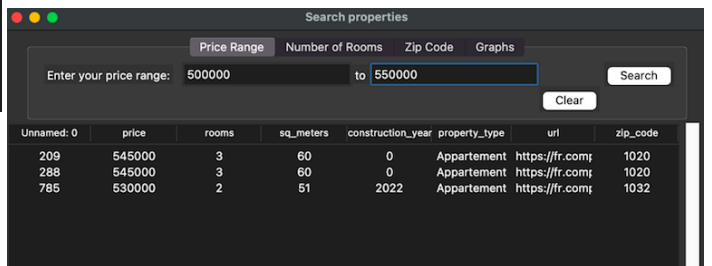 Search properties
Price Range Number of Rooms Zip Code Graphs
Enter your price range: 500000 to 550000 Search
Clear
Unnamed: 0 price rooms sq_meters construction_year property_type url zip_code
209 545000 3 60 0 Appartement https://fr.comp 1020
288 545000 3 60 0 Appartement https://fr.comp 1020
785 530000 2 51 2022 Appartement https://fr.comp 1032